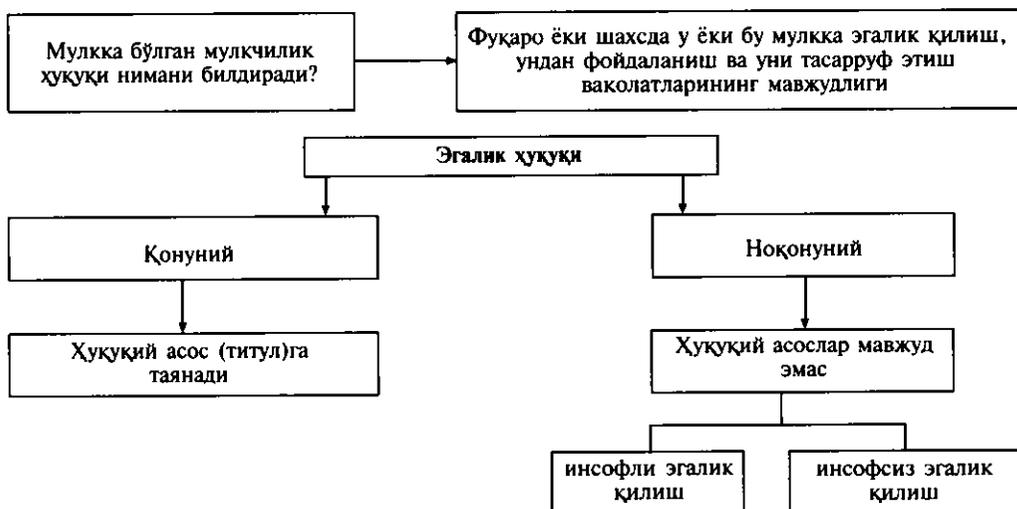 Мулкка бўлган мулкчилик
ҳуқуқи нимани билдиради?
Фуқаро ёки шахсда у ёки бу мулкка эгалик қилиш,
ундан фойдаланиш ва уни тасарруф этиш
ваколатларининг мавжудлиги
Эгалик ҳуқуқи
Қонуний
Ноқонуний
Ҳуқуқий асос (титул)га
таянади
Ҳуқуқий асослар мавжуд
эмас
инсофли эгалик
қилиш
инсофсиз эгалик
қилиш